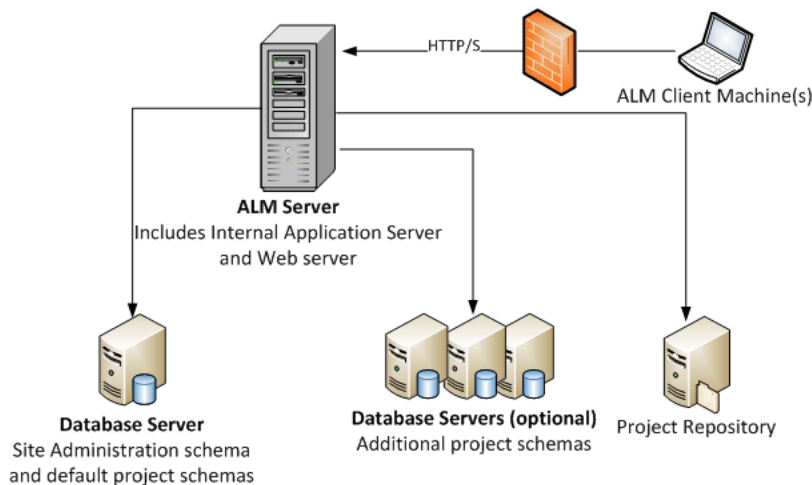 HTTP/S
ALM Client Machine(s)
ALM Server
Includes Internal Application Server
and Web server
Database Server
Site Administration schema
and default project schemas
Database Servers (optional)
Additional project schemas
Project Repository